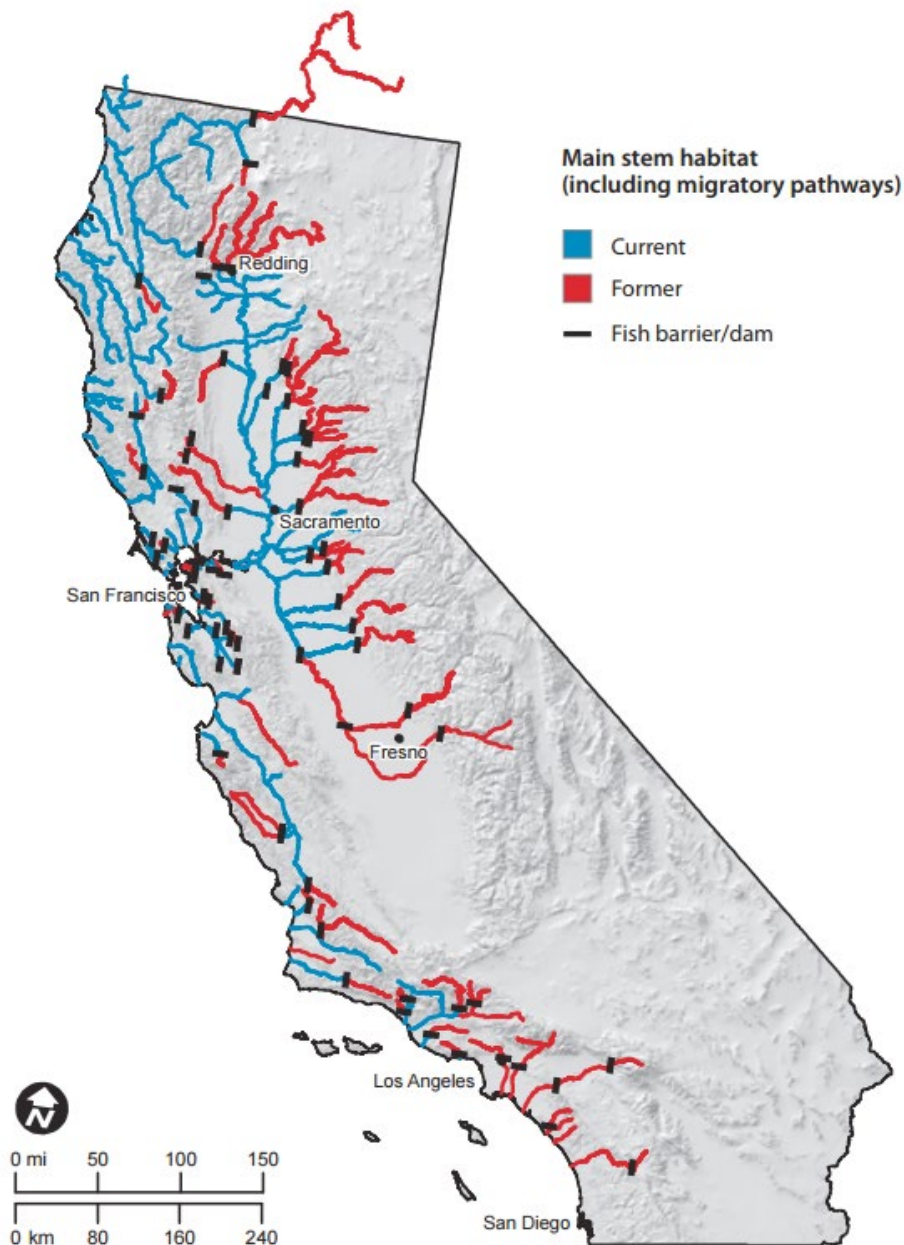 Main stem habitat
(including migratory pathways)
Current
Former
Fish barrier/dam
Redding
Sacramento
San Francisco
Fresno
Los Angeles
San Diego
N
0 mi 50 100 150
0 km 80 160 240